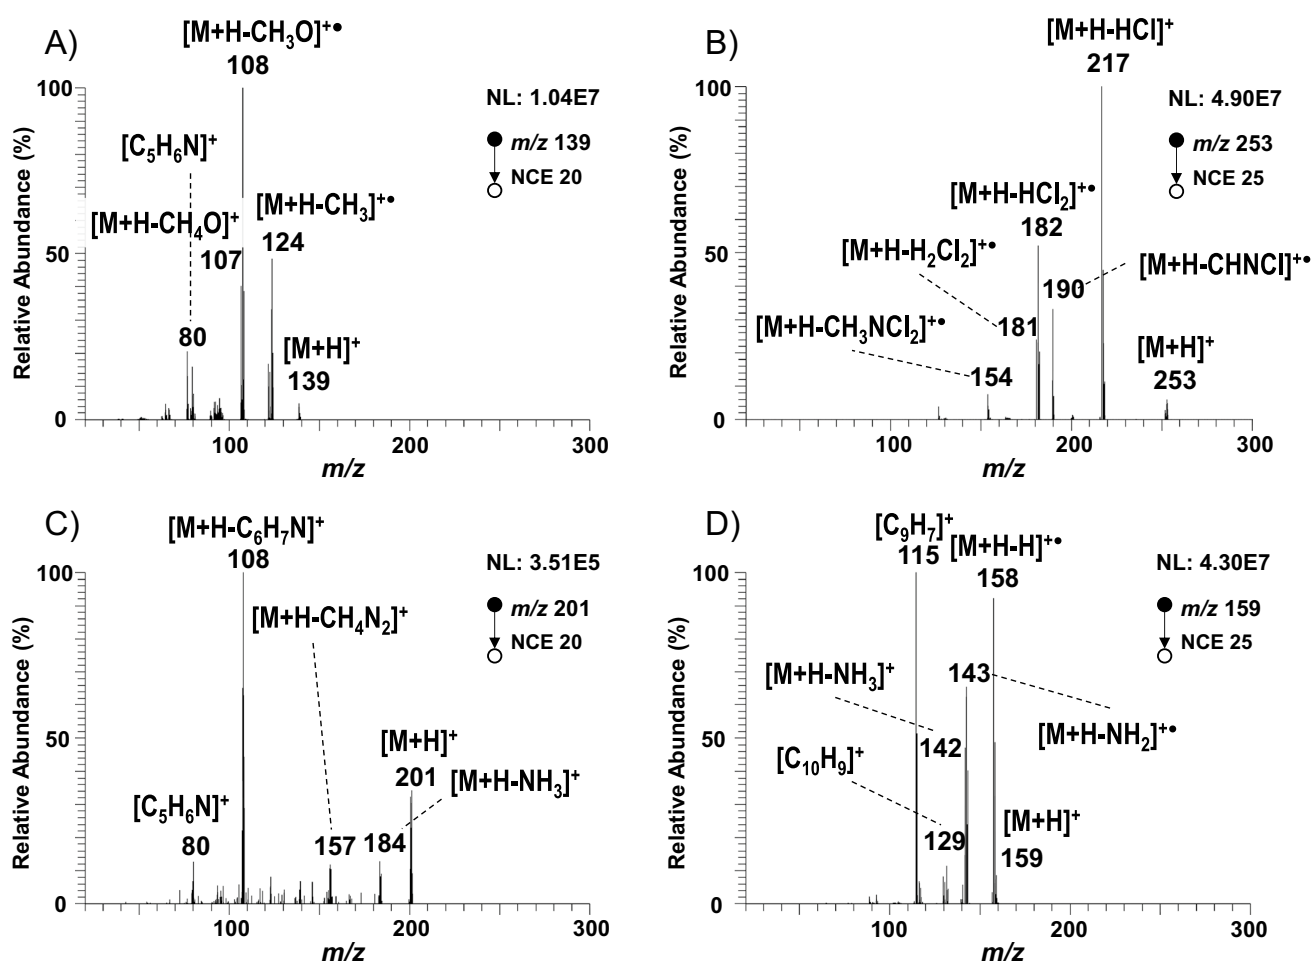 A)
[M+H-CH₃O]⁺•
108
Relative Abundance (%)
100
50
0
[C₅H₆N]⁺
80
[M+H-CH₄O]⁺
107
[M+H-CH₃]⁺•
124
[M+H]⁺
139
NL: 1.04E7
m/z 139
NCE 20
100
200
300
m/z
B)
[M+H-HCl]⁺
217
Relative Abundance (%)
100
50
0
[M+H-HCl₂]⁺•
182
[M+H-H₂Cl₂]⁺•
181
[M+H-CHNCl]⁺•
190
[M+H-CH₃NCl₂]⁺•
154
[M+H]⁺
253
NL: 4.90E7
m/z 253
NCE 25
100
200
300
m/z
C)
[M+H-C₆H₇N]⁺
108
Relative Abundance (%)
100
50
0
[M+H-CH₄N₂]⁺
157
[M+H]⁺
201
[M+H-NH₃]⁺
184
[C₅H₆N]⁺
80
NL: 3.51E5
m/z 201
NCE 20
100
200
300
m/z
D)
[C₉H₇]⁺
115
[M+H-H]⁺•
158
Relative Abundance (%)
100
50
0
[M+H-NH₃]⁺
142
143
[M+H-NH₂]⁺•
[C₁₀H₉]⁺
129
[M+H]⁺
159
NL: 4.30E7
m/z 159
NCE 25
100
200
300
m/z